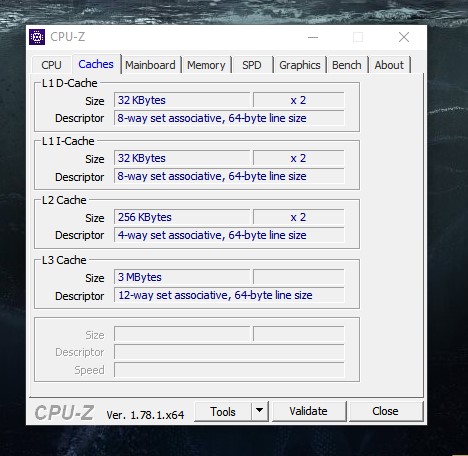 CPU-Z
CPU Caches Mainboard Memory SPD Graphics Bench About
L1 D-Cache
Size 32 KBytes x 2
Descriptor 8-way set associative, 64-byte line size
L1 I-Cache
Size 32 KBytes x 2
Descriptor 8-way set associative, 64-byte line size
L2 Cache
Size 256 KBytes x 2
Descriptor 4-way set associative, 64-byte line size
L3 Cache
Size 3 MBytes
Descriptor 12-way set associative, 64-byte line size
Size
Descriptor
Speed
CPU-Z Ver. 1.78.1.x64 Tools Validate Close